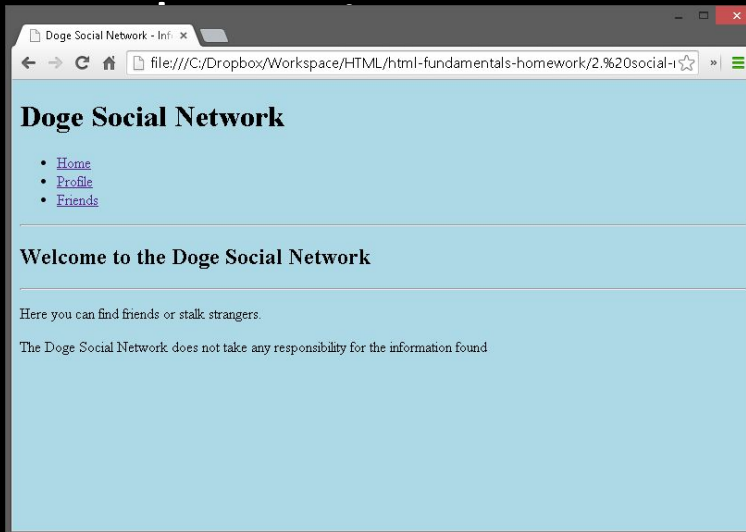 Doge Social Network - Inf
file:///C:/Dropbox/Workspace/HTML/html-fundamentals-homework/2.%20social-
Doge Social Network
Home
Profile
Friends
Welcome to the Doge Social Network
Here you can find friends or stalk strangers.
The Doge Social Network does not take any responsibility for the information found